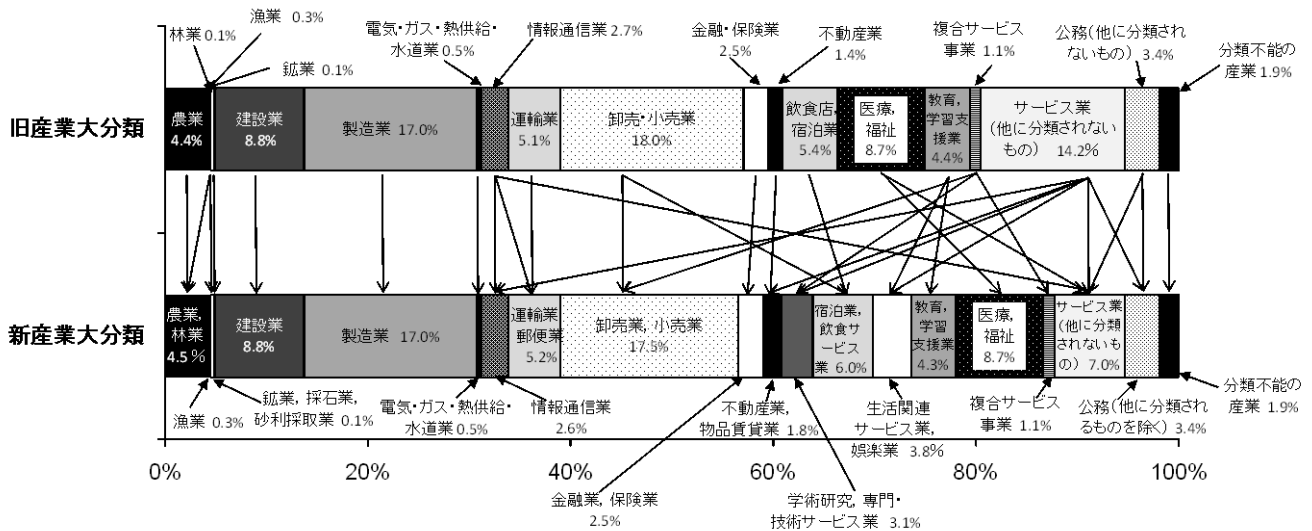 漁業 0.3%
林業 0.1%
鉱業 0.1%
電気・ガス・熱供給・
水道業 0.5%
情報通信業 2.7%
金融・保険業
2.5%
不動産業
1.4%
複合サービス
事業 1.1%
公務(他に分類され
ないもの) 3.4%
分類不能の
産業 1.9%
旧産業大分類
農業
4.4%
建設業
8.8%
製造業 17.0%
運輸業
5.1%
卸売・小売業
18.0%
飲食店,
宿泊業
5.4%
医療,
福祉
8.7%
教育,
学習支
援業
4.4%
サービス業
(他に分類されない
もの) 14.2%
新産業大分類
農業,
林業
4.5%
建設業
8.8%
製造業 17.0%
運輸業,
郵便業
5.2%
卸売業, 小売業
17.5%
宿泊業,
飲食サ
ービス
業 6.0%
教育,
学習
支援業
4.3%
医療,
福祉
8.7%
サービス業
(他に分類
されないも
の) 7.0%
漁業 0.3%
鉱業, 採石業,
砂利採取業 0.1%
電気・ガス・熱供給・
水道業 0.5%
情報通信業
2.6%
不動産業,
物品賃貸業 1.8%
生活関連
サービス業,
娯楽業 3.8%
複合サービス
事業 1.1%
公務(他に分類され
るものを除く) 3.4%
分類不能の
産業 1.9%
0% 20% 40% 60% 80% 100%
金融業, 保険業
2.5%
学術研究, 専門・
技術サービス業 3.1%